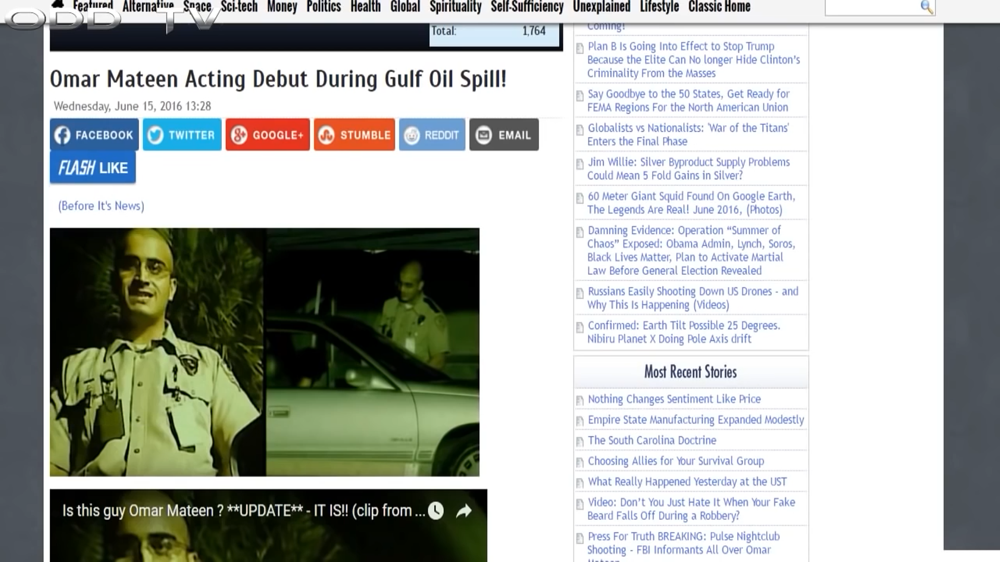 Featured Alternative Space Sci-tech Money Politics Health Global Spirituality Self-Sufficiency Unexplained Lifestyle Classic Home
ODD TV
Total: 1,764
Omar Mateen Acting Debut During Gulf Oil Spill!
Wednesday, June 15, 2016 13:28
FACEBOOK TWITTER GOOGLE+ STUMBLE REDDIT EMAIL
FLASH LIKE
(Before It's News)
Is this guy Omar Mateen ? **UPDATE** - IT IS!! (clip from ...
Coming!
Plan B Is Going Into Effect to Stop Trump
Because the Elite Can No longer Hide Clinton's
Criminality From the Masses
Say Goodbye to the 50 States, Get Ready for
FEMA Regions For the North American Union
Globalists vs Nationalists: 'War of the Titans'
Enters the Final Phase
Jim Willie: Silver Byproduct Supply Problems
Could Mean 5 Fold Gains in Silver?
60 Meter Giant Squid Found On Google Earth,
The Legends Are Real! June 2016, (Photos)
Damning Evidence: Operation “Summer of
Chaos” Exposed: Obama Admin, Lynch, Soros,
Black Lives Matter, Plan to Activate Martial
Law Before General Election Revealed
Russians Easily Shooting Down US Drones - and
Why This Is Happening (Videos)
Confirmed: Earth Tilt Possible 25 Degrees.
Nibiru Planet X Doing Pole Axis drift
Most Recent Stories
Nothing Changes Sentiment Like Price
Empire State Manufacturing Expanded Modestly
The South Carolina Doctrine
Choosing Allies for Your Survival Group
What Really Happened Yesterday at the UST
Video: Don’t You Just Hate It When Your Fake
Beard Falls Off During a Robbery?
Press For Truth BREAKING: Pulse Nightclub
Shooting - FBI Informants All Over Omar